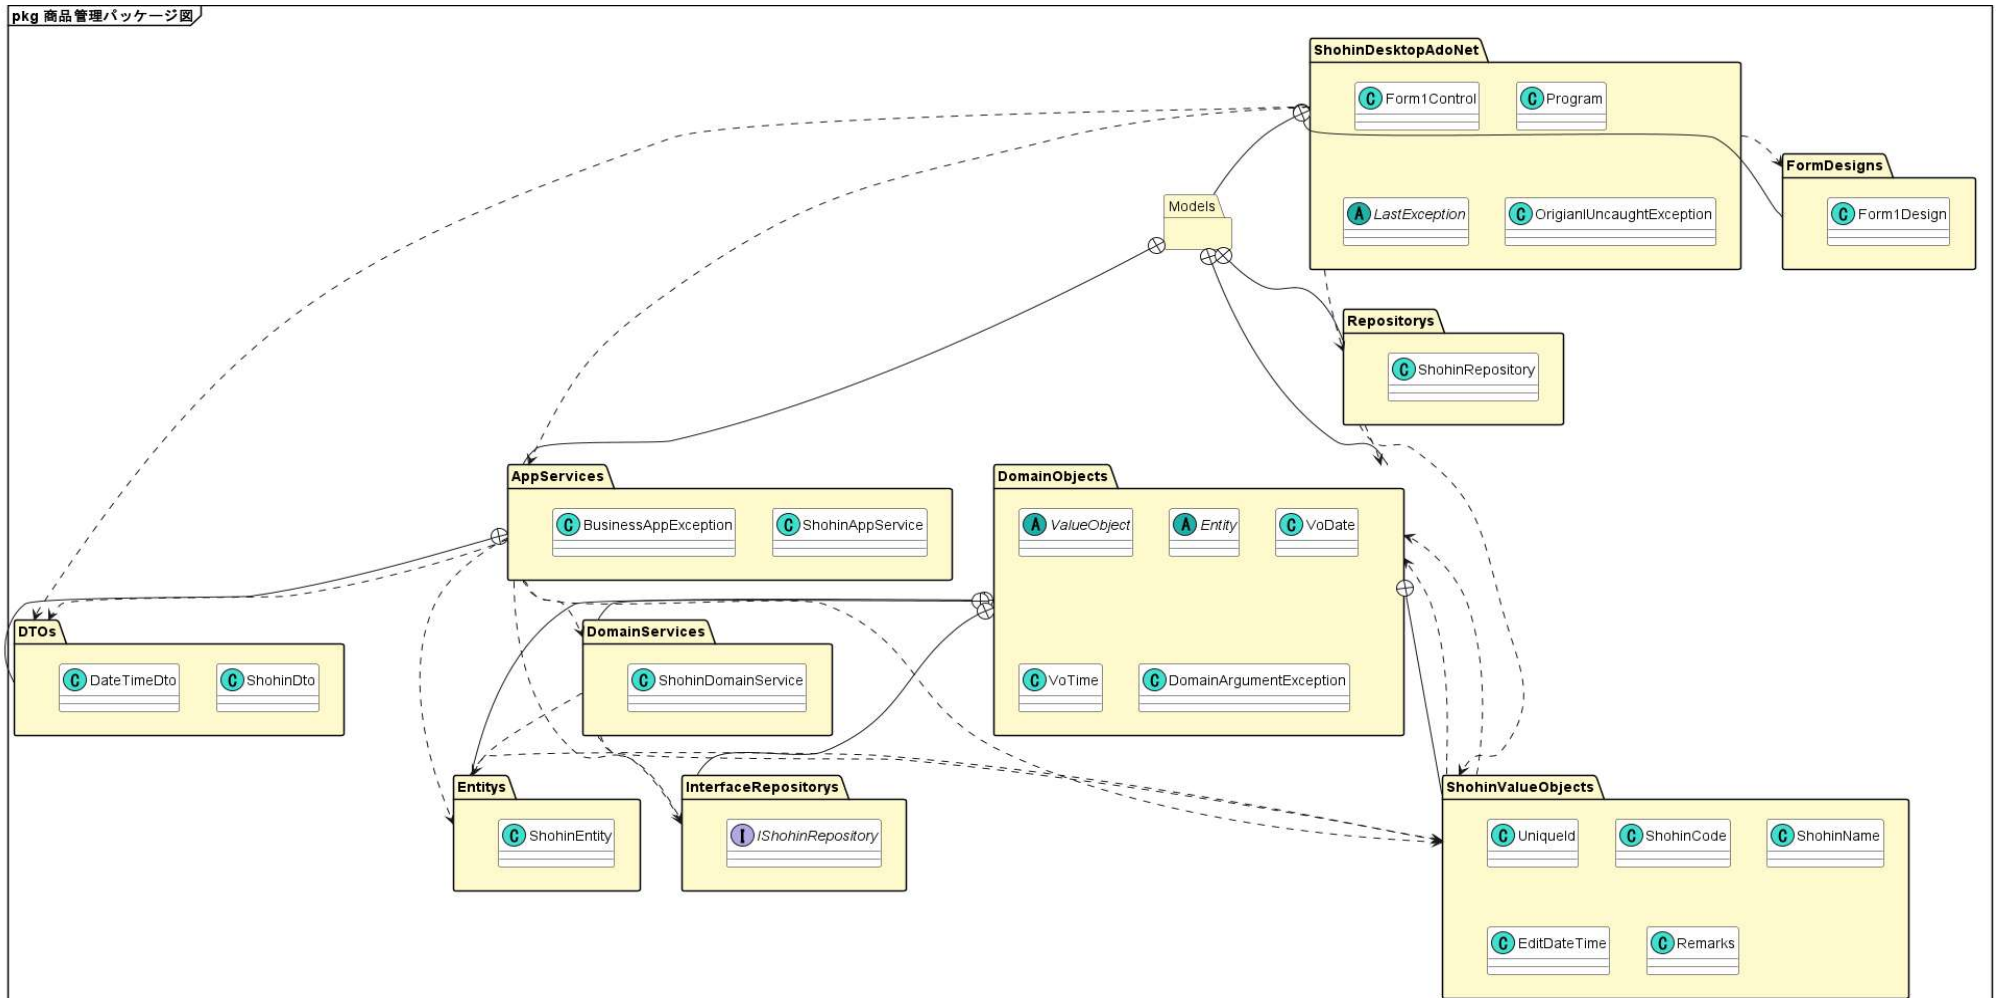 pkg 商品管理パッケージ図
ShohinDesktopAdoNet
C Form1Control
C Program
A LastException
C OrigianlUncaughtException
FormDesigns
C Form1Design
Models
Repositorys
C ShohinRepository
AppServices
C BusinessAppException
C ShohinAppService
DomainObjects
A ValueObject
A Entity
C VoDate
C VoTime
C DomainArgumentException
DTOs
C DateTimeDto
C ShohinDto
DomainServices
C ShohinDomainService
Entitys
C ShohinEntity
InterfaceRepositorys
I IShohinRepository
ShohinValueObjects
C UniqueId
C ShohinCode
C ShohinName
C EditDateTime
C Remarks